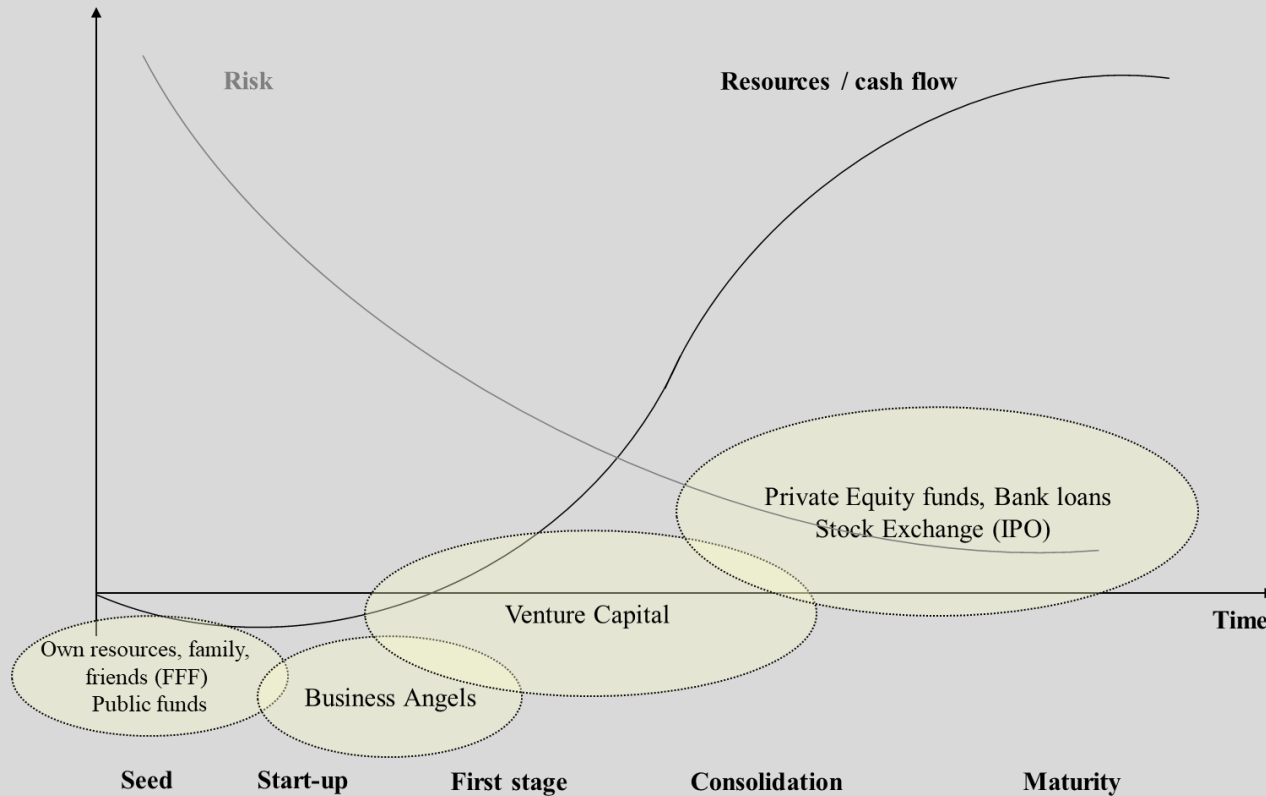 Risk
Resources / cash flow
Private Equity funds, Bank loans
Stock Exchange (IPO)
Venture Capital
Time
Own resources, family,
friends (FFF)
Public funds
Business Angels
Seed
Start-up
First stage
Consolidation
Maturity